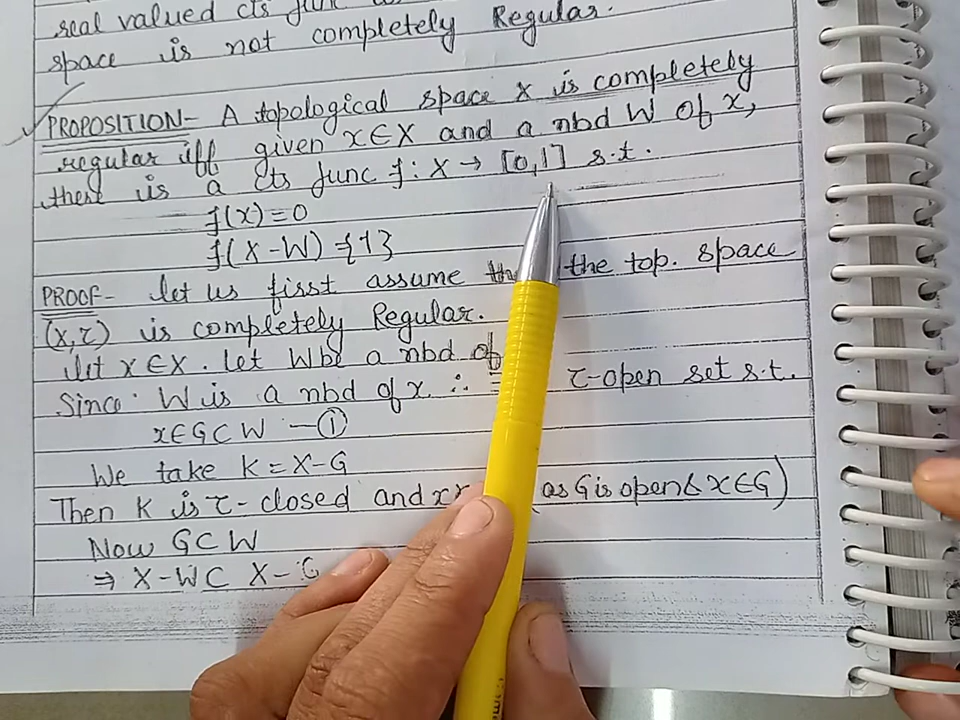 real valued cts func
space is not completely Regular.
PROPOSITION- A topological space X is completely
regular iff given x∈X and a nbd W of x,
there is a cts func f: X → [0,1] s.t.
f(x)=0
f(X-W)={1}
PROOF- let us first assume the top. space
(X,τ) is completely Regular.
let x∈X. let W be a nbd of
Since W is a nbd of x. ∴ τ-open set s.t.
x∈G⊂W —①
We take K=X-G
Then K is τ-closed and (as G is open & x∈G)
Now G⊂W
⇒ X-W⊂ X-G